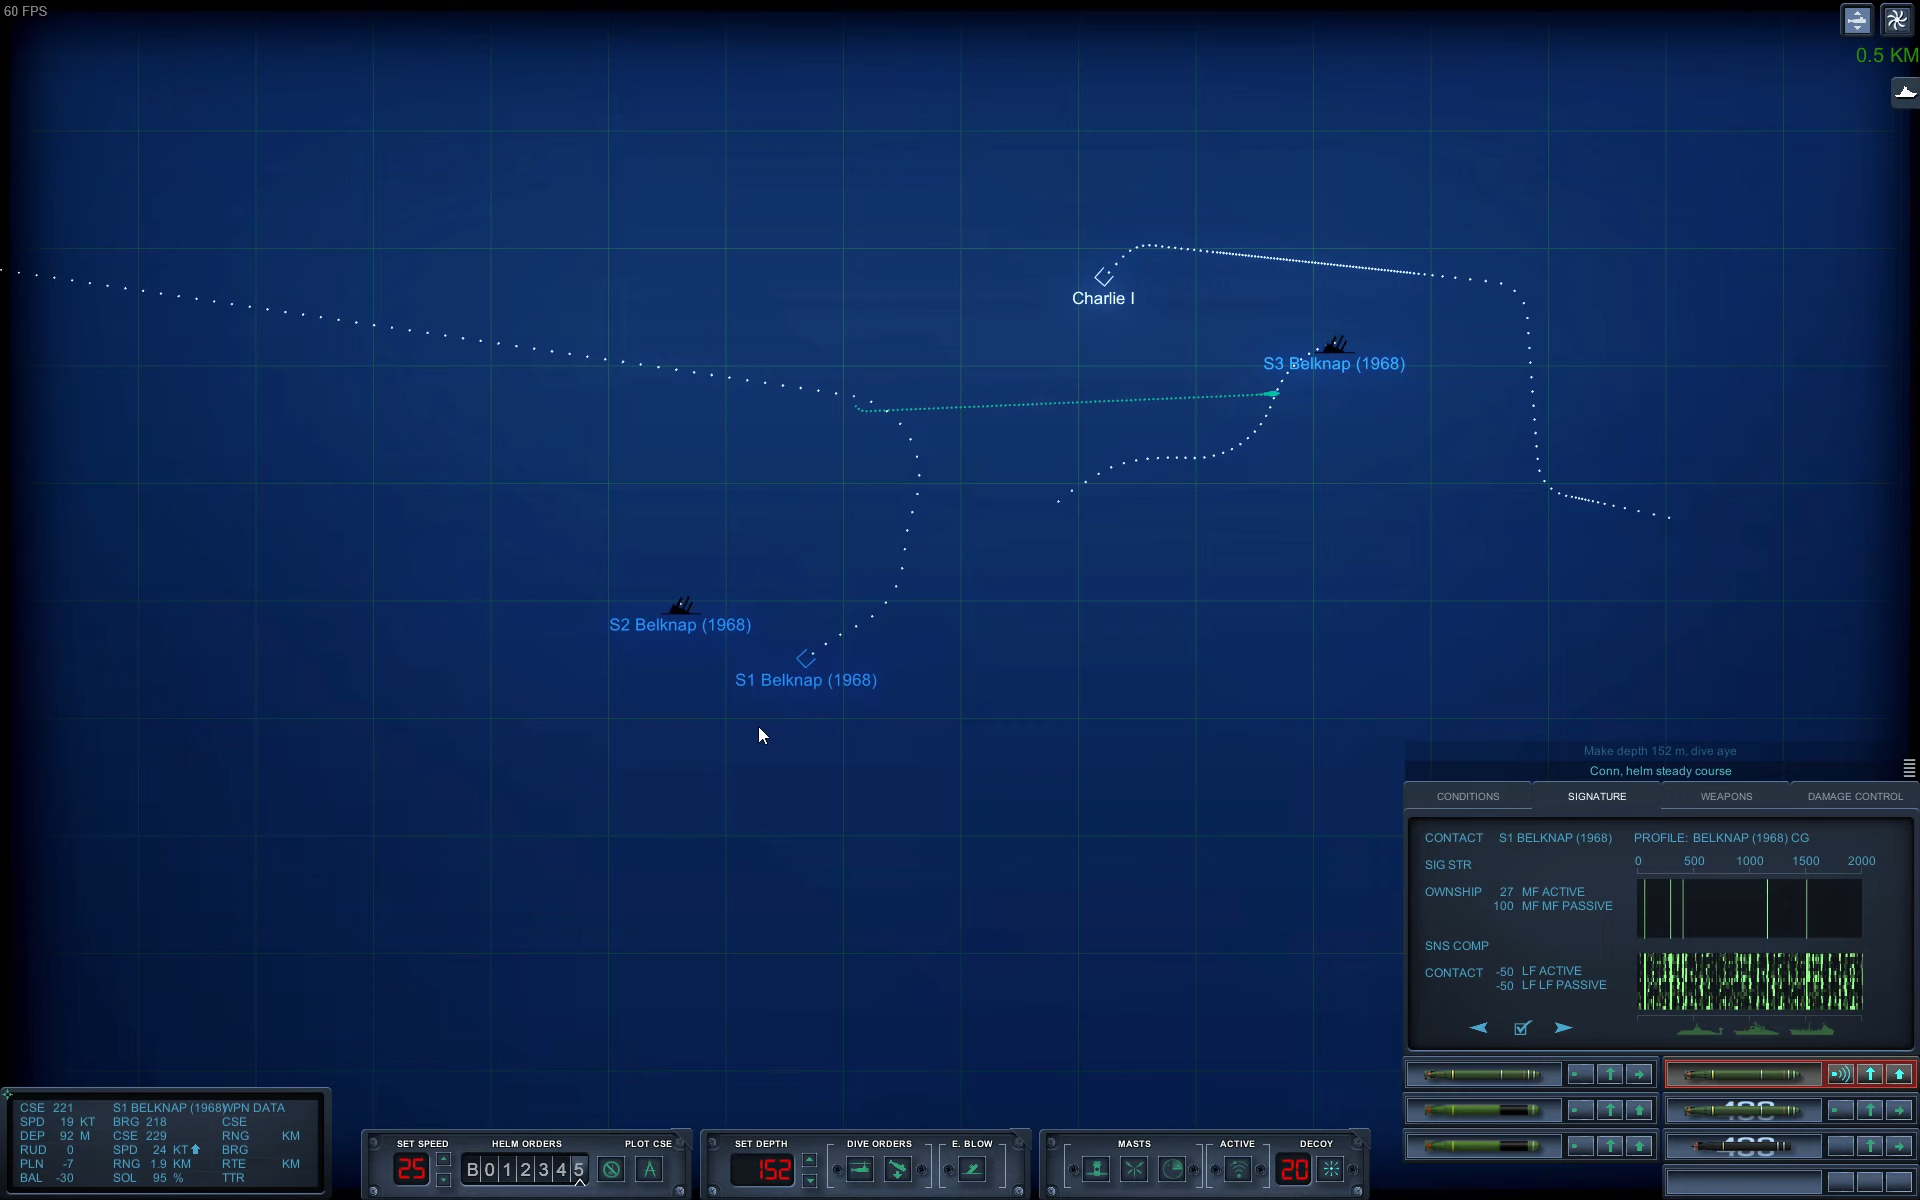 60 FPS
0.5 KM
Charlie I
S3 Belknap (1968)
S2 Belknap (1968)
S1 Belknap (1968)
Make depth 152 m, dive aye
Conn, helm steady course
CONDITIONS SIGNATURE WEAPONS DAMAGE CONTROL
CONTACT S1 BELKNAP (1968) PROFILE: BELKNAP (1968) CG
SIG STR 0 500 1000 1500 2000
OWNSHIP 27 MF ACTIVE
100 MF MF PASSIVE
SNS COMP
CONTACT -50 LF ACTIVE
-50 LF LF PASSIVE
CSE 221 S1 BELKNAP (1968) WPN DATA
SPD 19 KT BRG 218 CSE
DEP 92 M CSE 229 RNG KM
RUD 0 SPD 24 KT BRG
PLN -7 RNG 1.9 KM RTE KM
BAL -30 SOL 95 % TTR
SET SPEED HELM ORDERS PLOT CSE
25 B 0 1 2 3 4 5
SET DEPTH DIVE ORDERS E. BLOW
152
MASTS ACTIVE DECOY
20